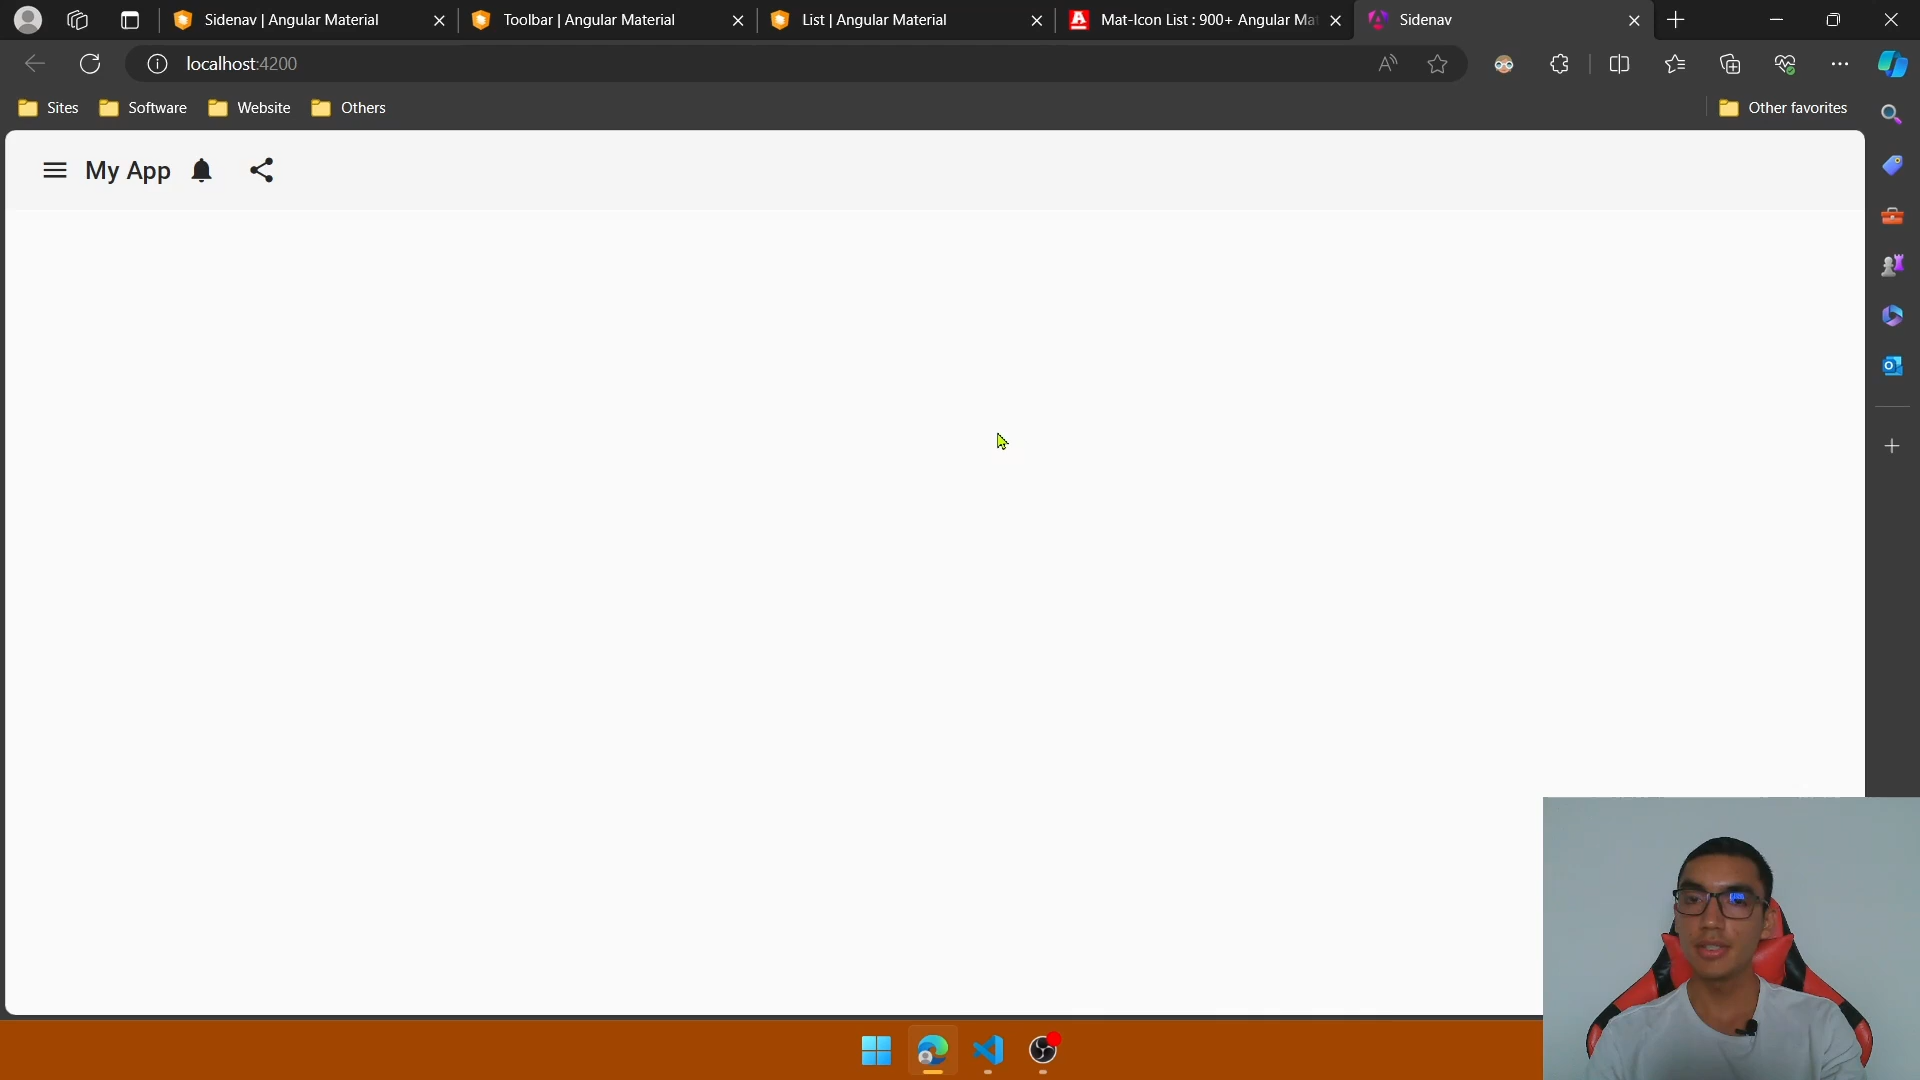 Sidenav | Angular Material
Toolbar | Angular Material
List | Angular Material
Mat-Icon List : 900+ Angular Ma
Sidenav
localhost:4200
Sites
Software
Website
Others
Other favorites
My App